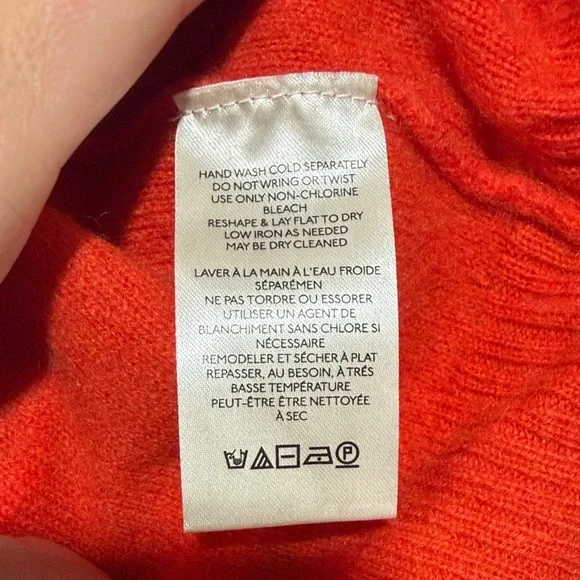 HAND WASH COLD SEPARATELY
DO NOT WRING OR TWIST
USE ONLY NON-CHLORINE
BLEACH
RESHAPE & LAY FLAT TO DRY
LOW IRON AS NEEDED
MAY BE DRY CLEANED
LAVER À LA MAIN À L'EAU FROIDE
SÉPARÉMEN
NE PAS TORDRE OU ESSORER
UTILISER UN AGENT DE
BLANCHIMENT SANS CHLORE SI
NÉCESSAIRE
REMODELER ET SÉCHER À PLAT
REPASSER, AU BESOIN, À TRÉS
BASSE TEMPÉRATURE
PEUT-ÊTRE ÊTRE NETTOYÉE
À SEC
P